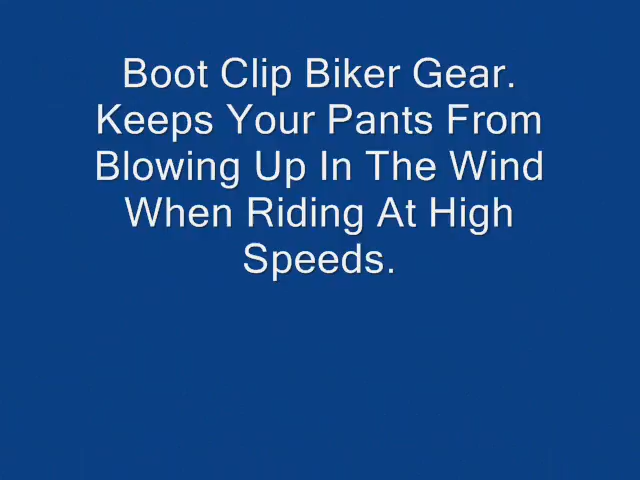 Boot Clip Biker Gear.
Keeps Your Pants From
Blowing Up In The Wind
When Riding At High
Speeds.